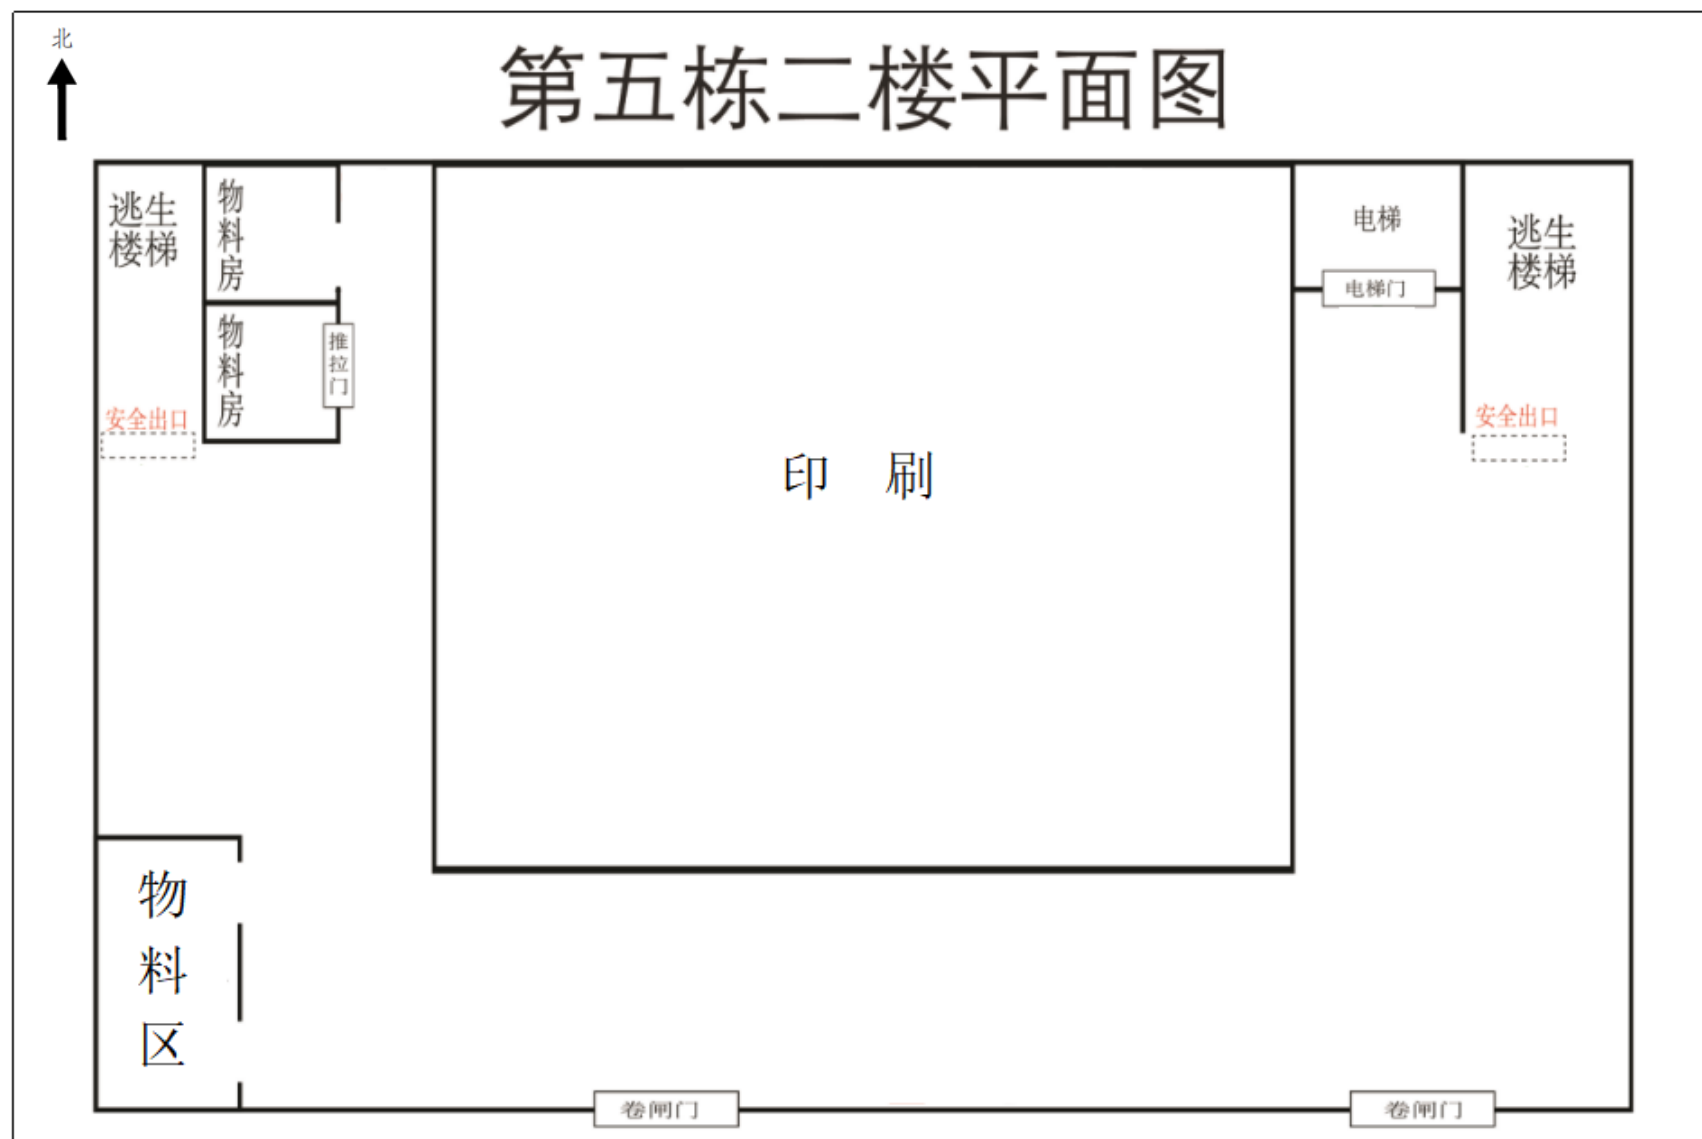 北
第五栋二楼平面图
逃生
楼梯
物料房
物料房
推拉门
安全出口
印 刷
电梯
电梯门
逃生
楼梯
安全出口
物料区
卷闸门
卷闸门